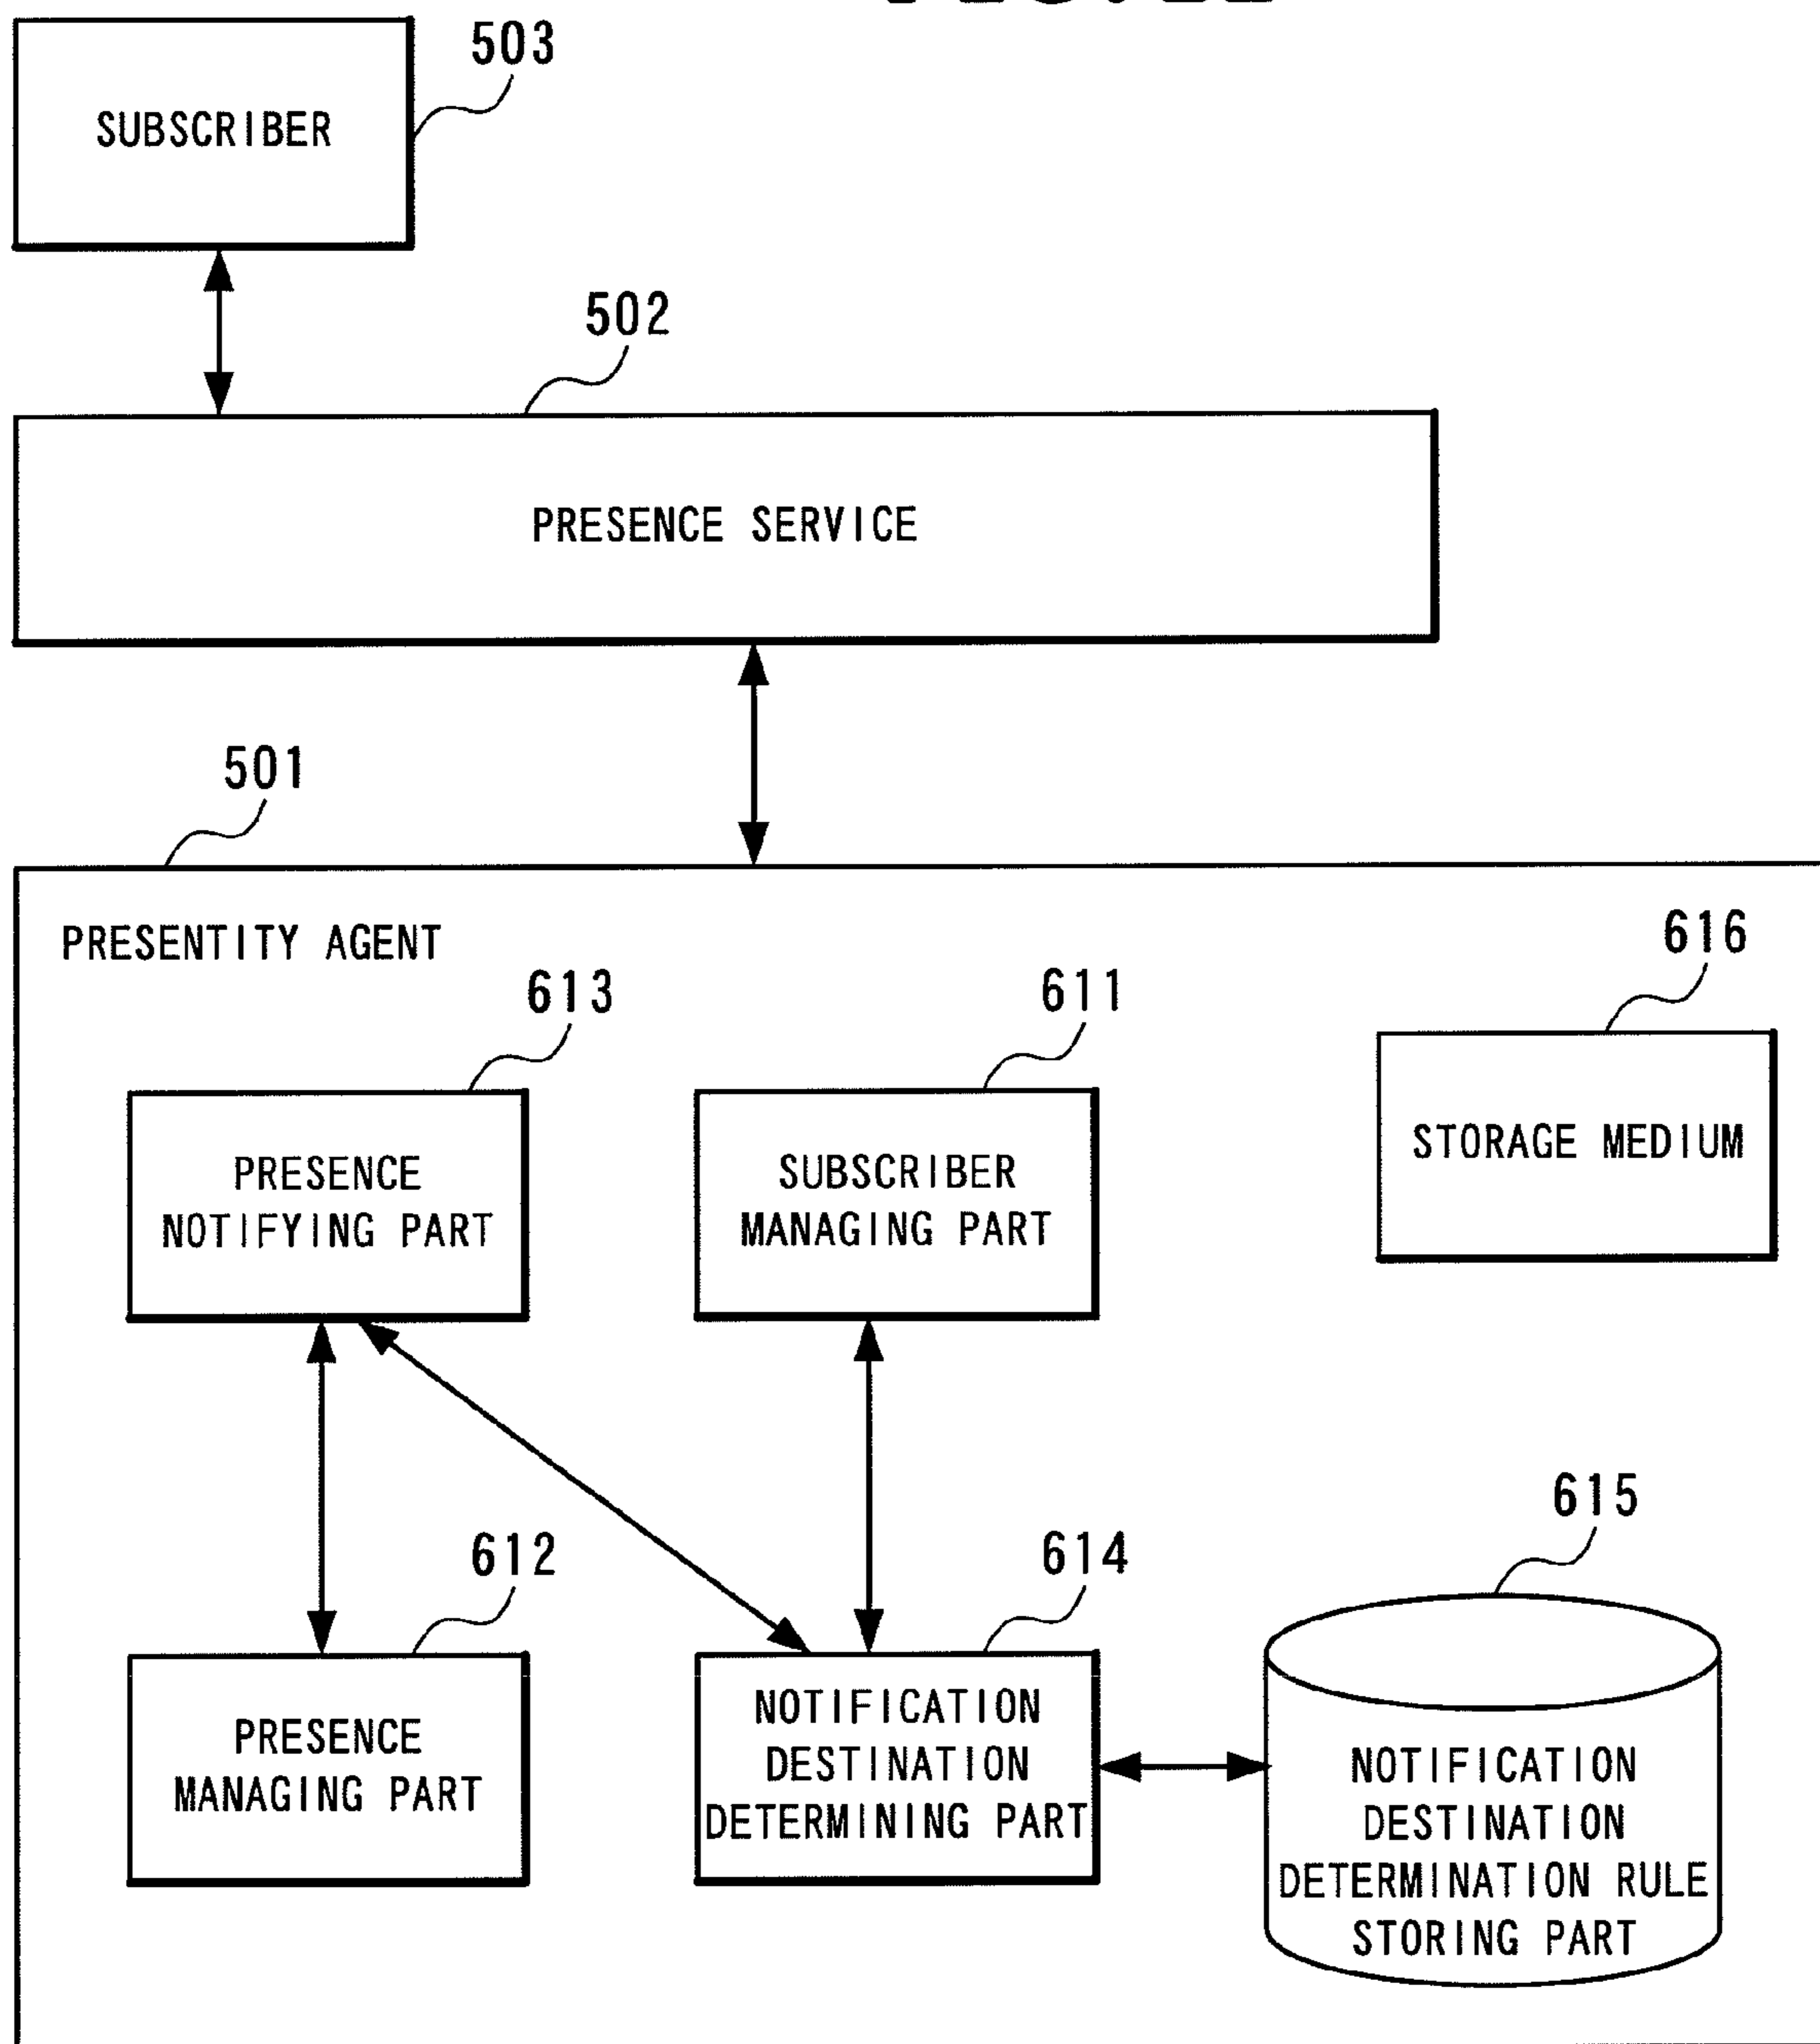 503
SUBSCRIBER
502
PRESENCE SERVICE
501
PRESENTITY AGENT
616
613
611
STORAGE MEDIUM
PRESENCE
NOTIFYING PART
SUBSCRIBER
MANAGING PART
615
612
614
PRESENCE
MANAGING PART
NOTIFICATION
DESTINATION
DETERMINING PART
NOTIFICATION
DESTINATION
DETERMINATION RULE
STORING PART